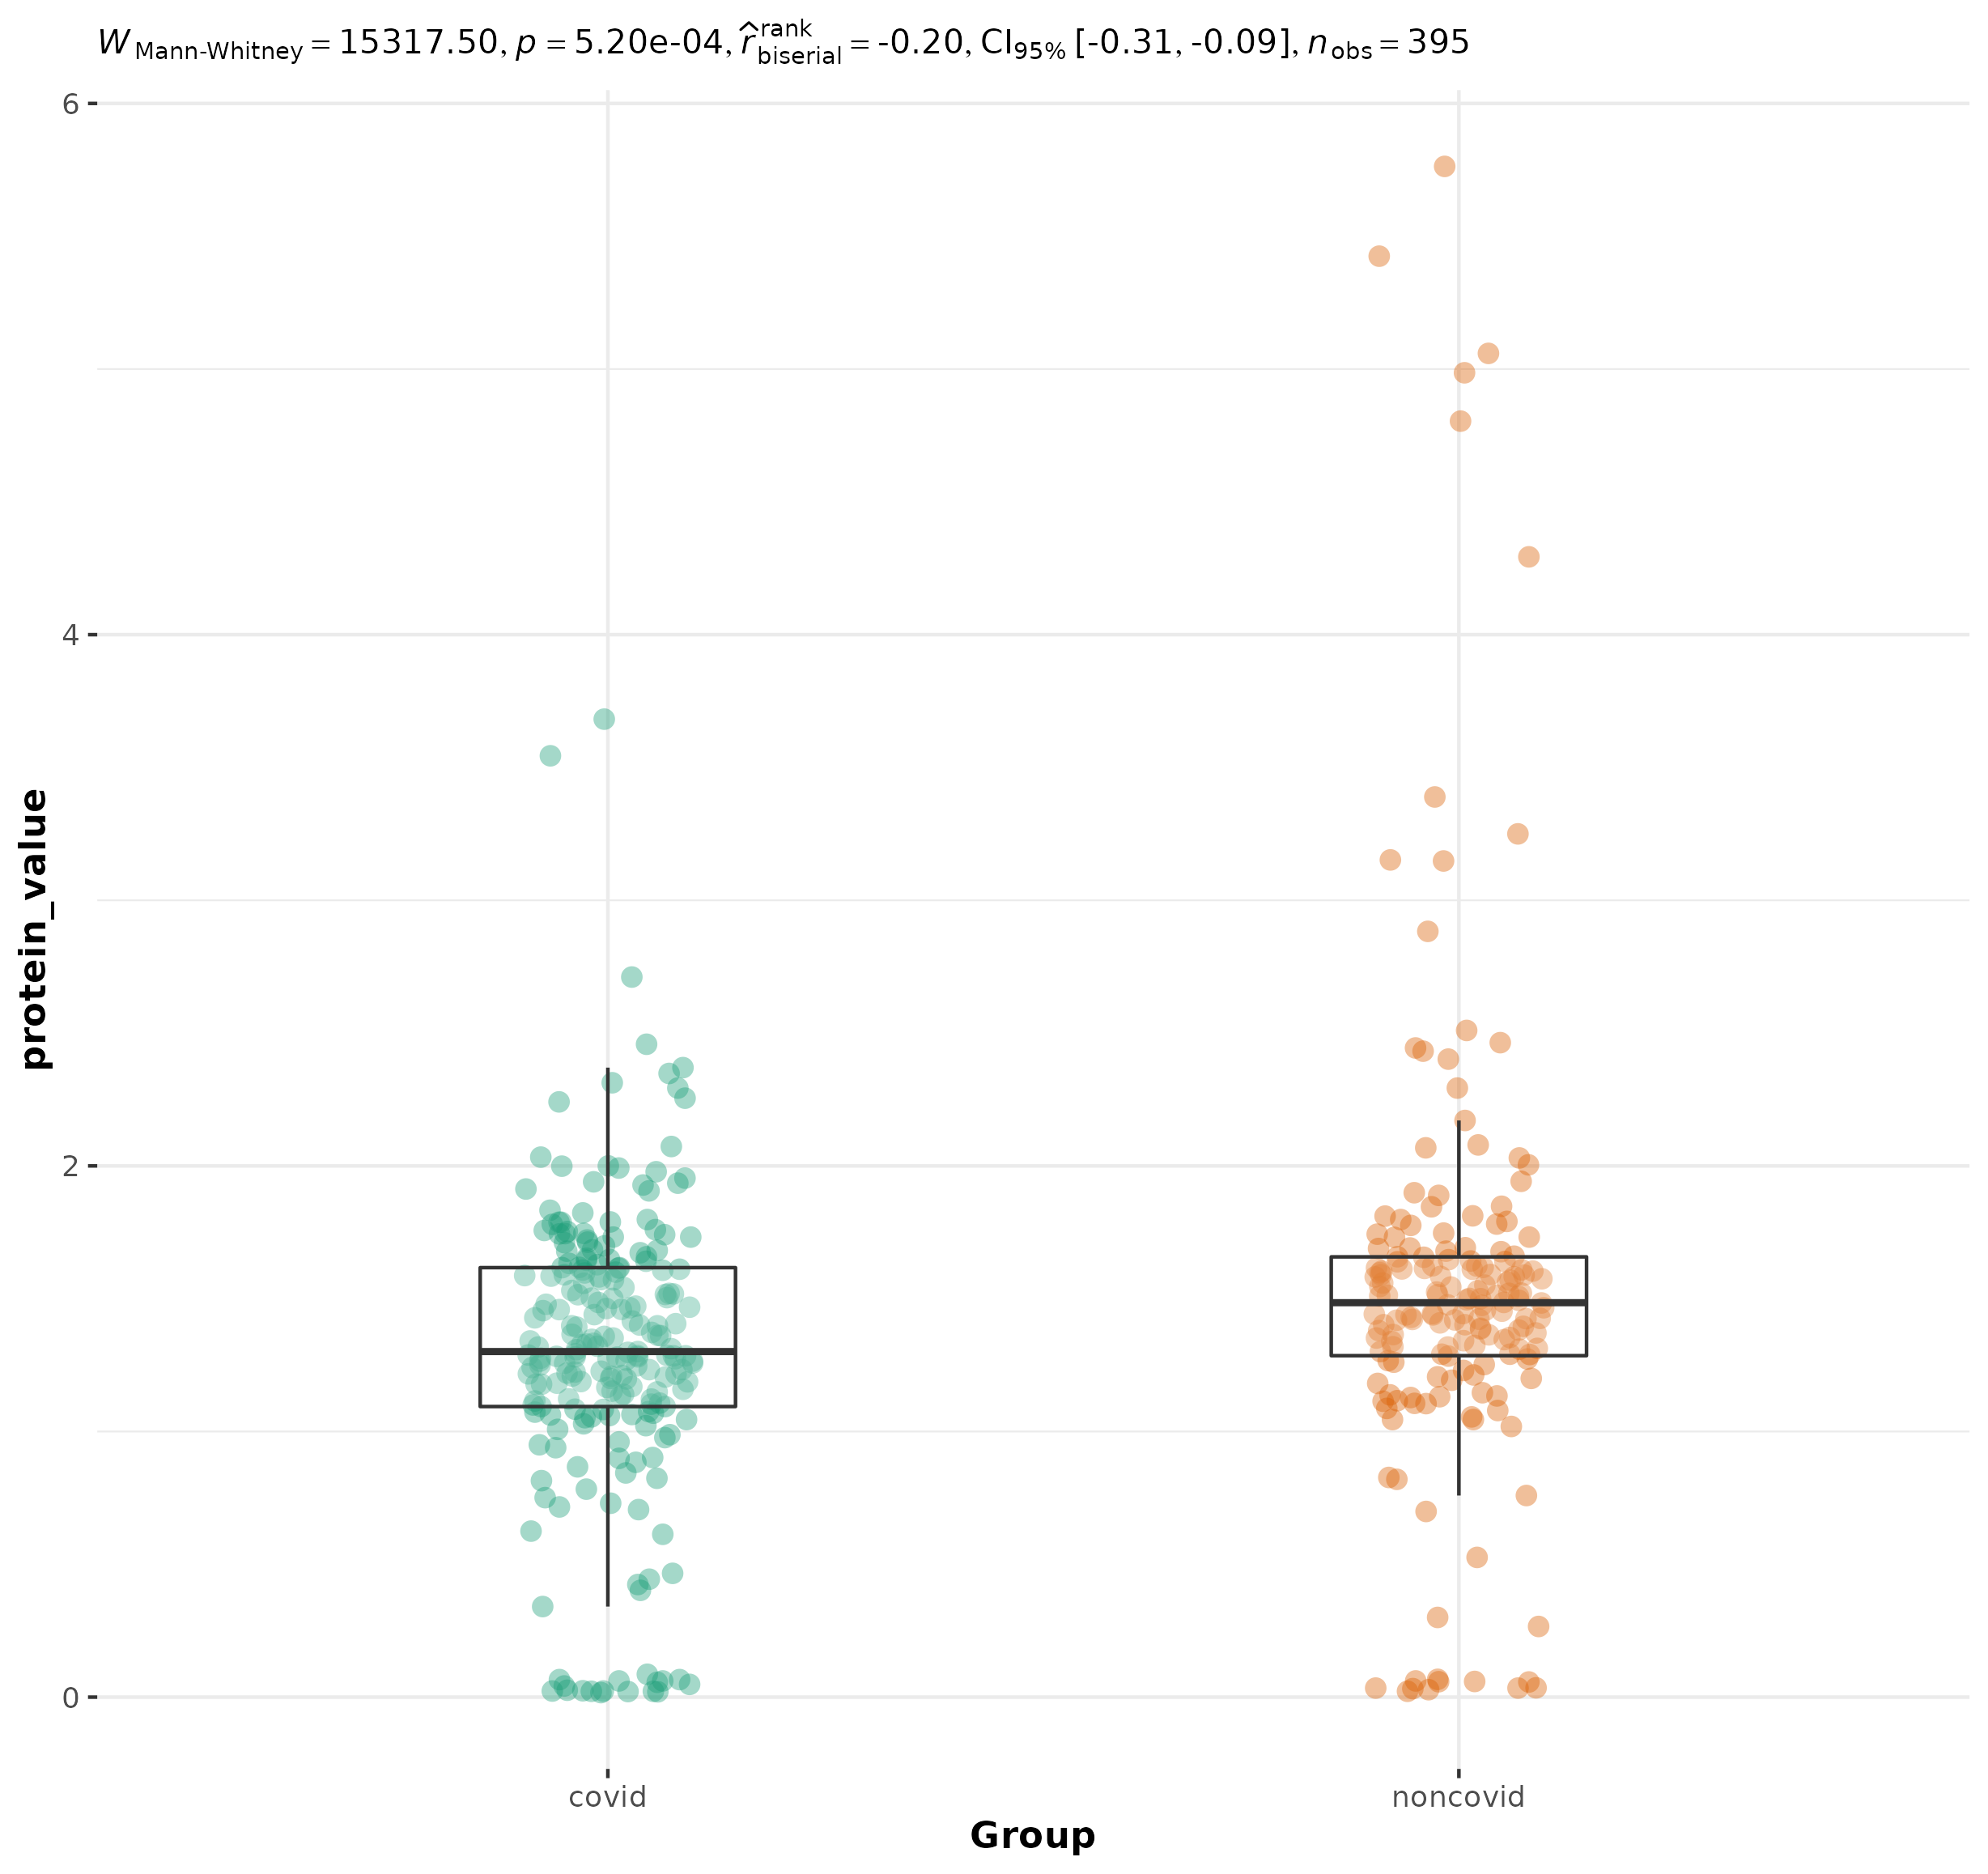 W Mann-Whitney = 15317.50, p = 5.20e-04, r̂ rank biserial = -0.20, CI95% [-0.31, -0.09], nobs = 395
6
4
2
0
protein_value
covid noncovid
Group